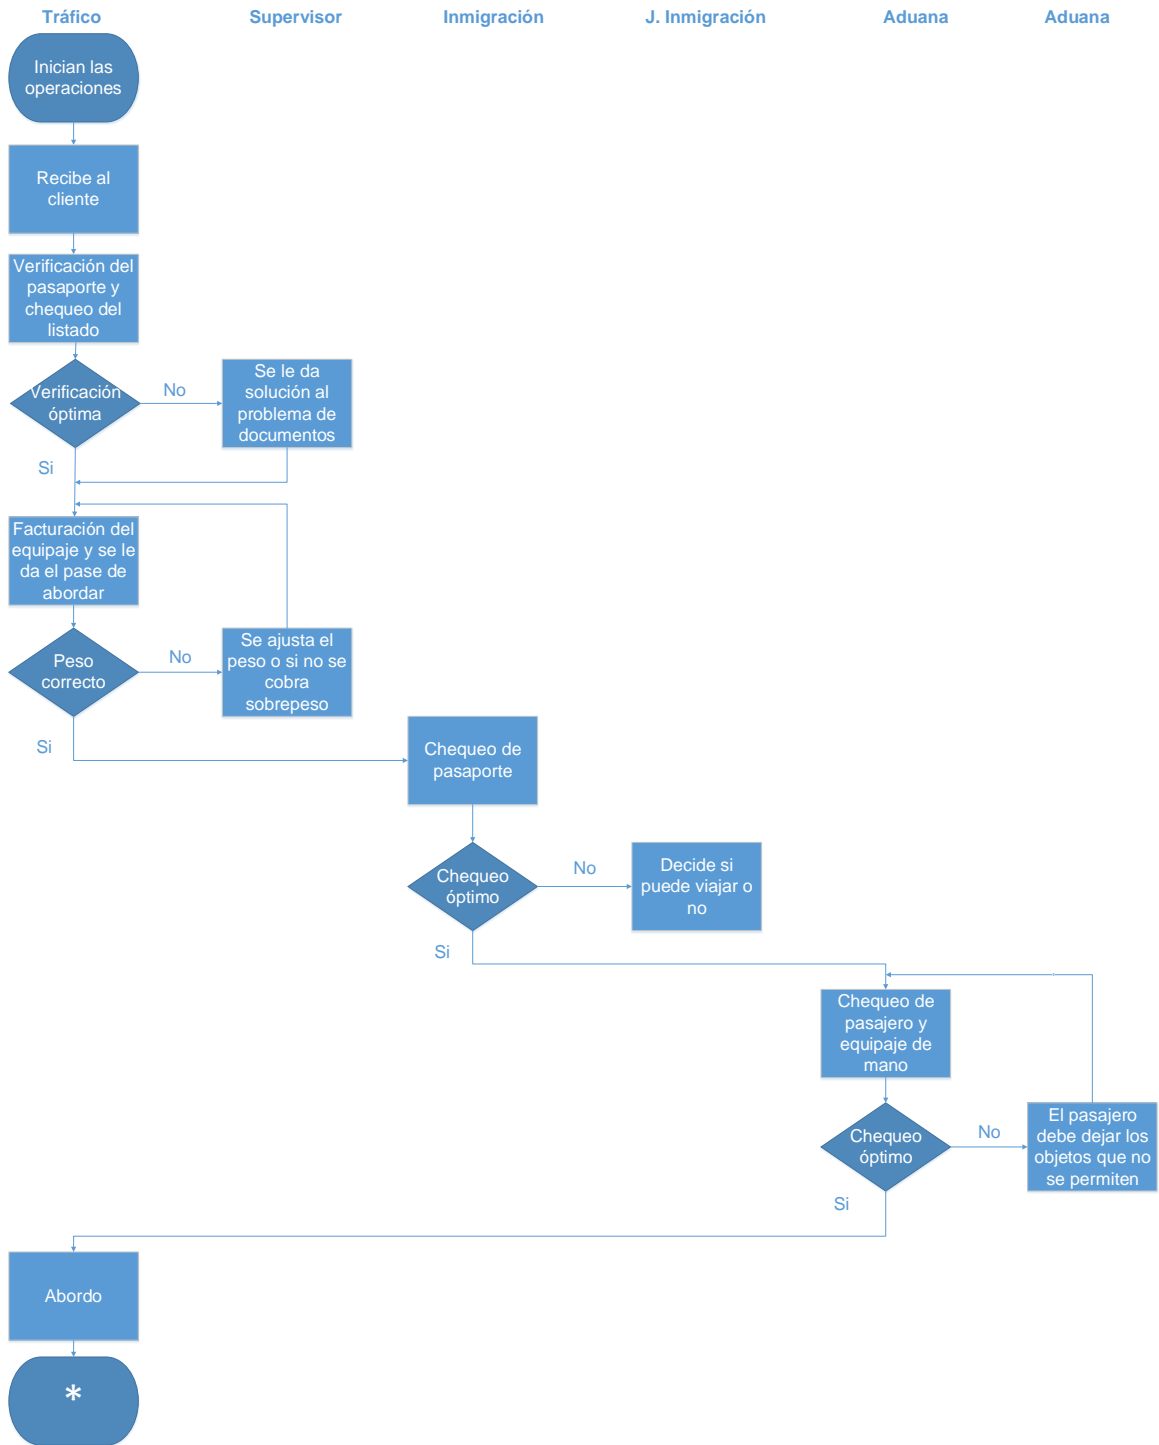 Tráfico Supervisor Inmigración J. Inmigración Aduana Aduana
Inician las
operaciones
Recibe al
cliente
Verificación del
pasaporte y
chequeo del
listado
Verificación
óptima
No
Se le da
solución al
problema de
documentos
Si
Facturación del
equipaje y se le
da el pase de
abordar
Peso
correcto
No
Se ajusta el
peso o si no se
cobra
sobrepeso
Si
Chequeo de
pasaporte
Chequeo
óptimo
No
Decide si
puede viajar o
no
Si
Chequeo de
pasajero y
equipaje de
mano
Chequeo
óptimo
No
El pasajero
debe dejar los
objetos que no
se permiten
Si
Abordo
*